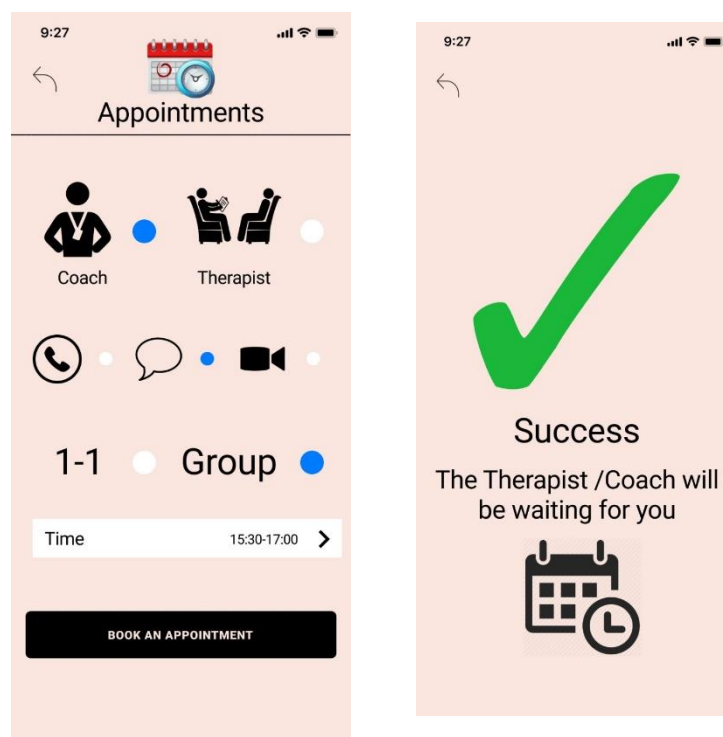 9:27
Appointments
Coach
Therapist
1-1
Group
Time
15:30-17:00
BOOK AN APPOINTMENT
9:27
Success
The Therapist /Coach will
be waiting for you